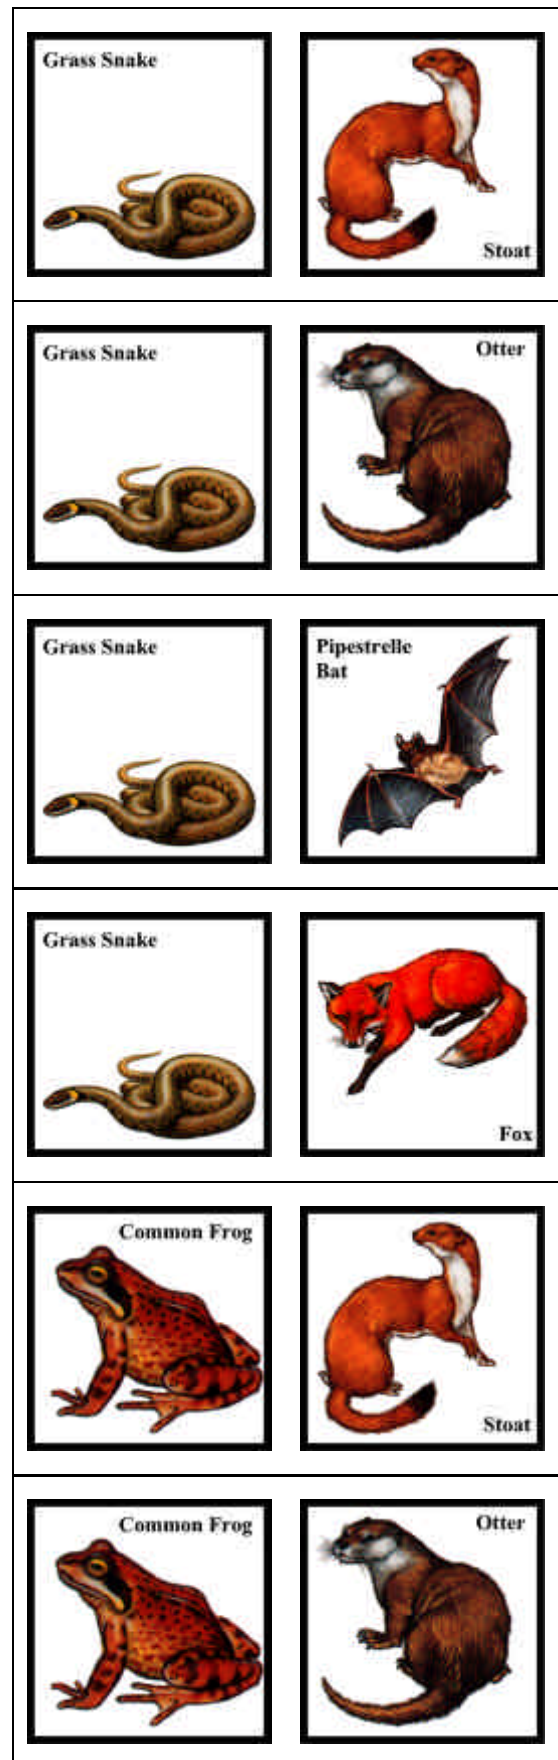 Grass Snake
Stoat
Grass Snake
Otter
Grass Snake
Pipestrelle
Bat
Grass Snake
Fox
Common Frog
Stoat
Common Frog
Otter